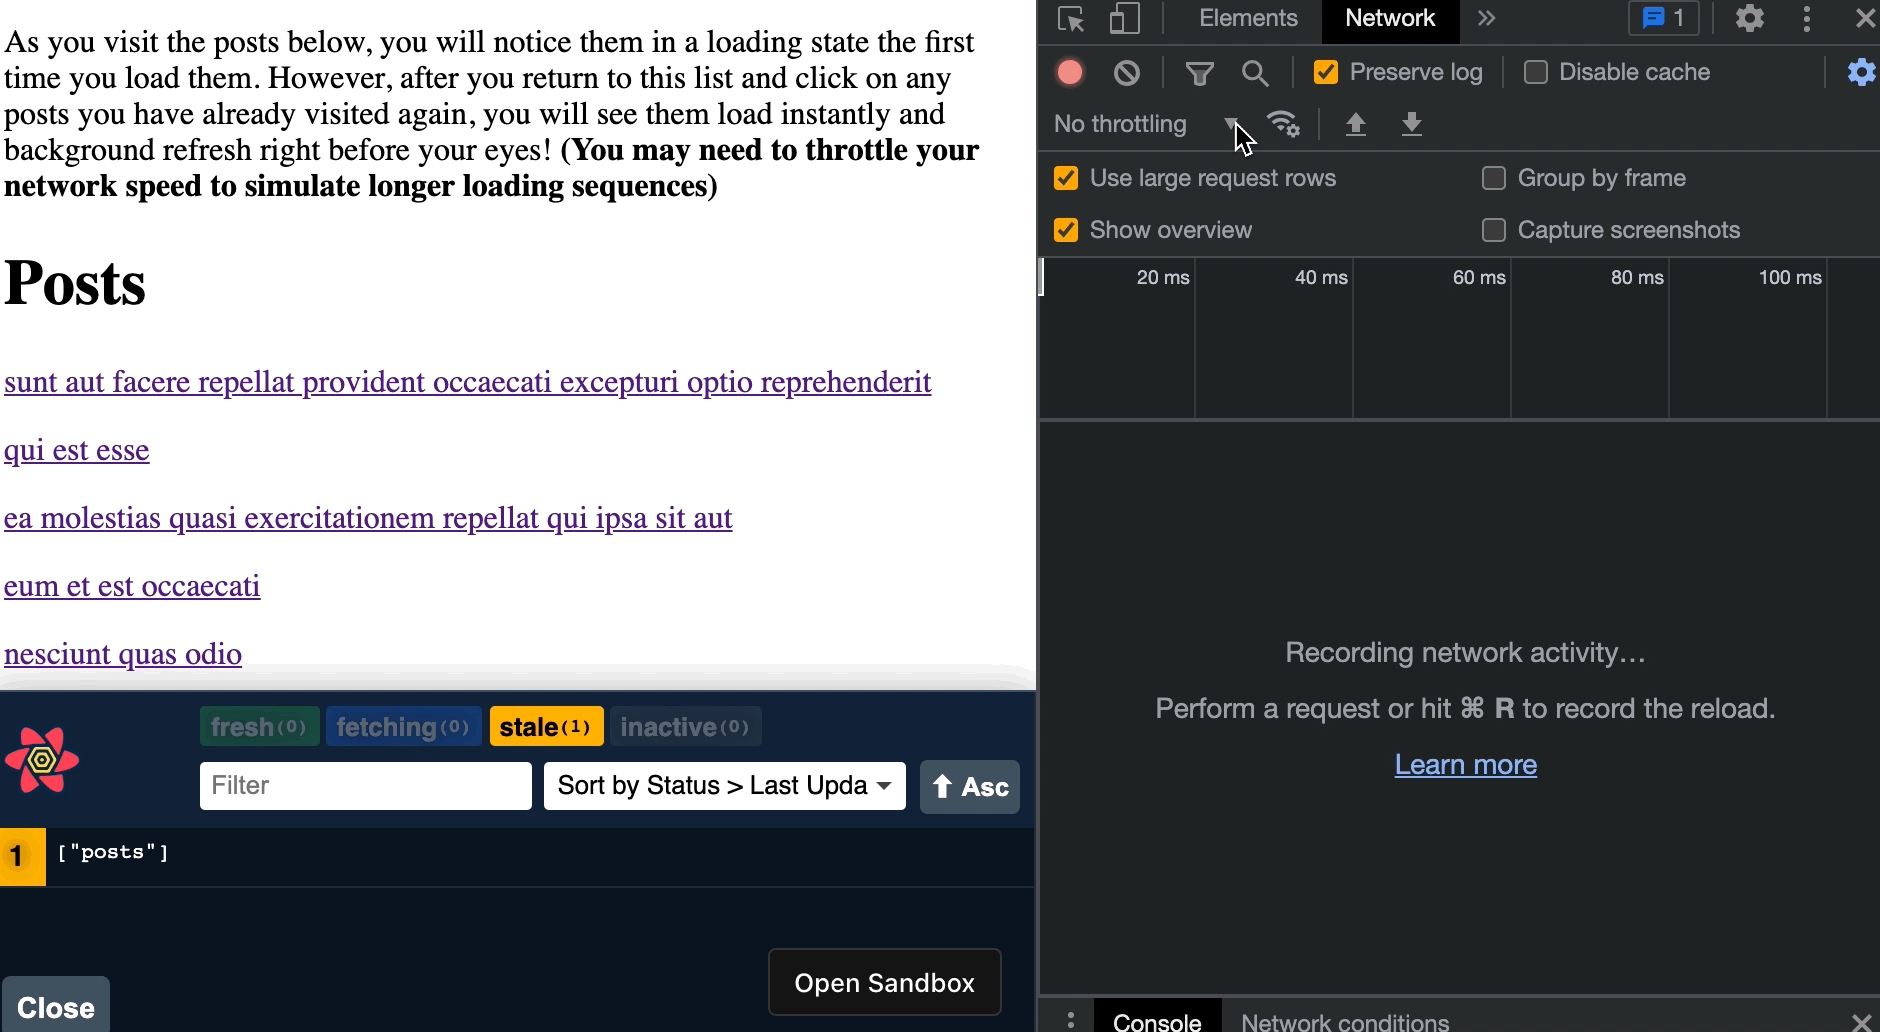 As you visit the posts below, you will notice them in a loading state the first
time you load them. However, after you return to this list and click on any
posts you have already visited again, you will see them load instantly and
background refresh right before your eyes! (You may need to throttle your
network speed to simulate longer loading sequences)
Posts
sunt aut facere repellat provident occaecati excepturi optio reprehenderit
qui est esse
ea molestias quasi exercitationem repellat qui ipsa sit aut
eum et est occaecati
nesciunt quas odio
fresh(0) fetching(0) stale(1) inactive(0)
Filter Sort by Status > Last Upda Asc
1 ["posts"]
Open Sandbox
Close
Elements Network 1
Preserve log Disable cache
No throttling
Use large request rows Group by frame
Show overview Capture screenshots
20 ms 40 ms 60 ms 80 ms 100 ms
Recording network activity…
Perform a request or hit ⌘ R to record the reload.
Learn more
Console Network conditions